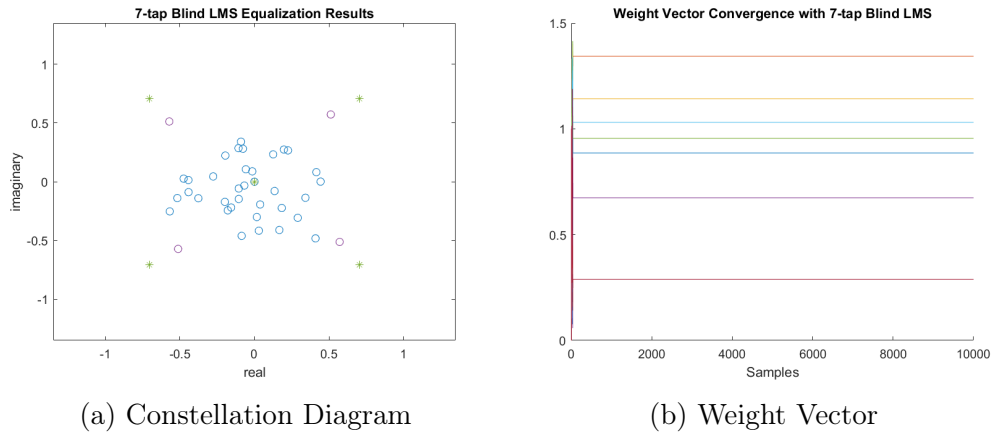 7-tap Blind LMS Equalization Results
1
0.5
0
-0.5
-1
imaginary
-1
-0.5
0
0.5
1
real
(a) Constellation Diagram
Weight Vector Convergence with 7-tap Blind LMS
1.5
1
0.5
0
0
2000
4000
6000
8000
10000
Samples
(b) Weight Vector